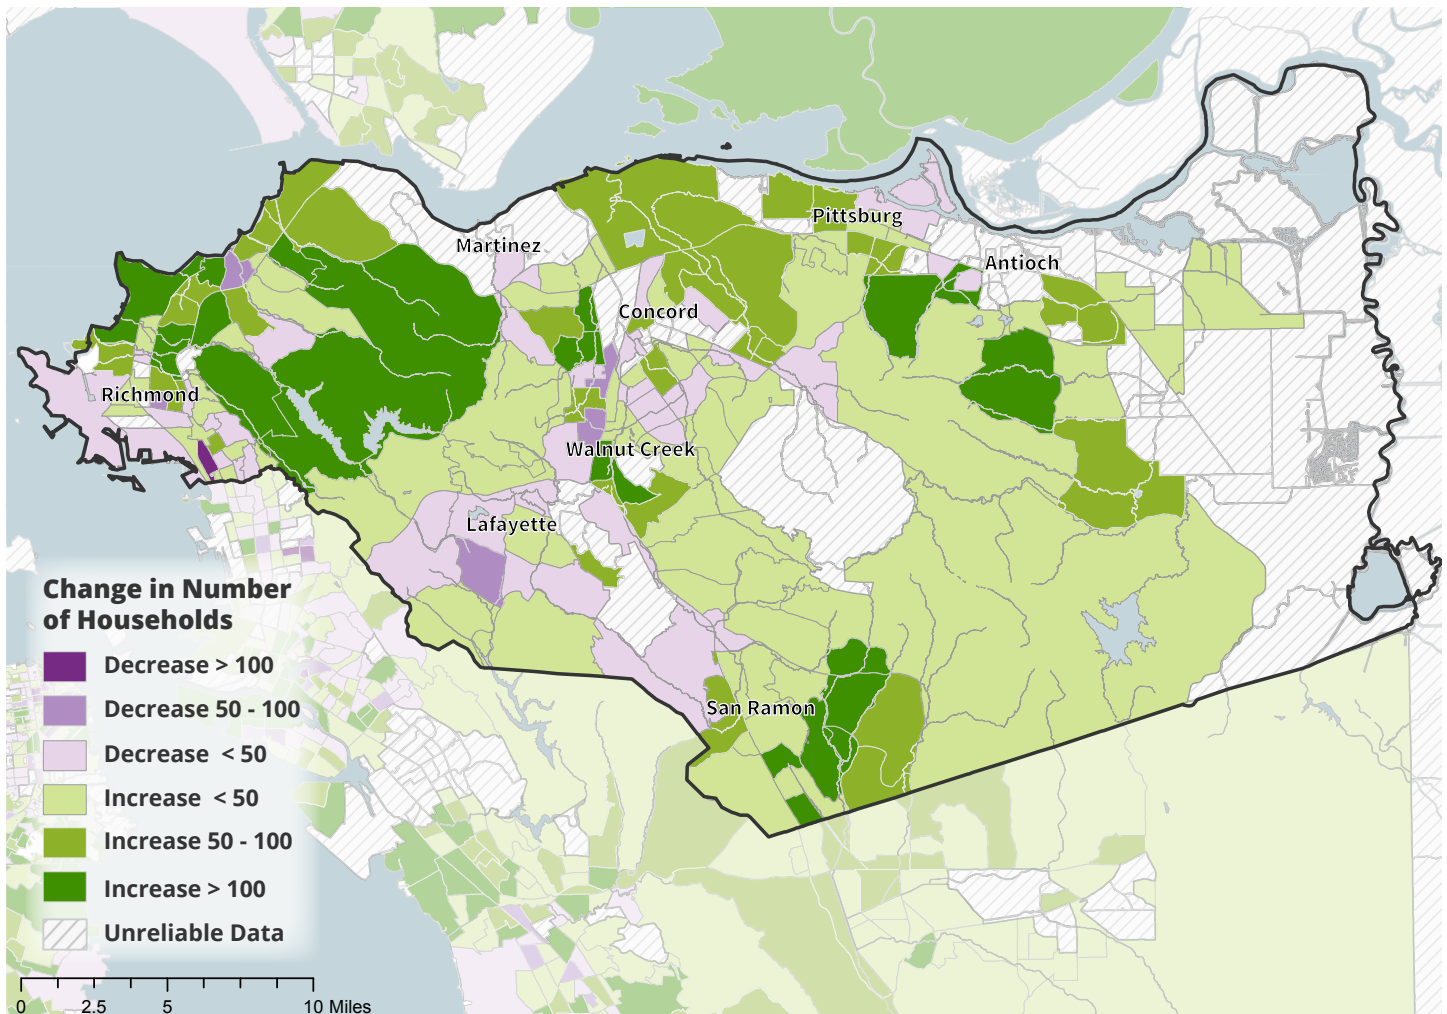 Martinez
Pittsburg
Antioch
Concord
Richmond
Walnut Creek
Lafayette
San Ramon
Change in Number
of Households
Decrease > 100
Decrease 50 - 100
Decrease < 50
Increase < 50
Increase 50 - 100
Increase > 100
Unreliable Data
0 2.5 5 10 Miles